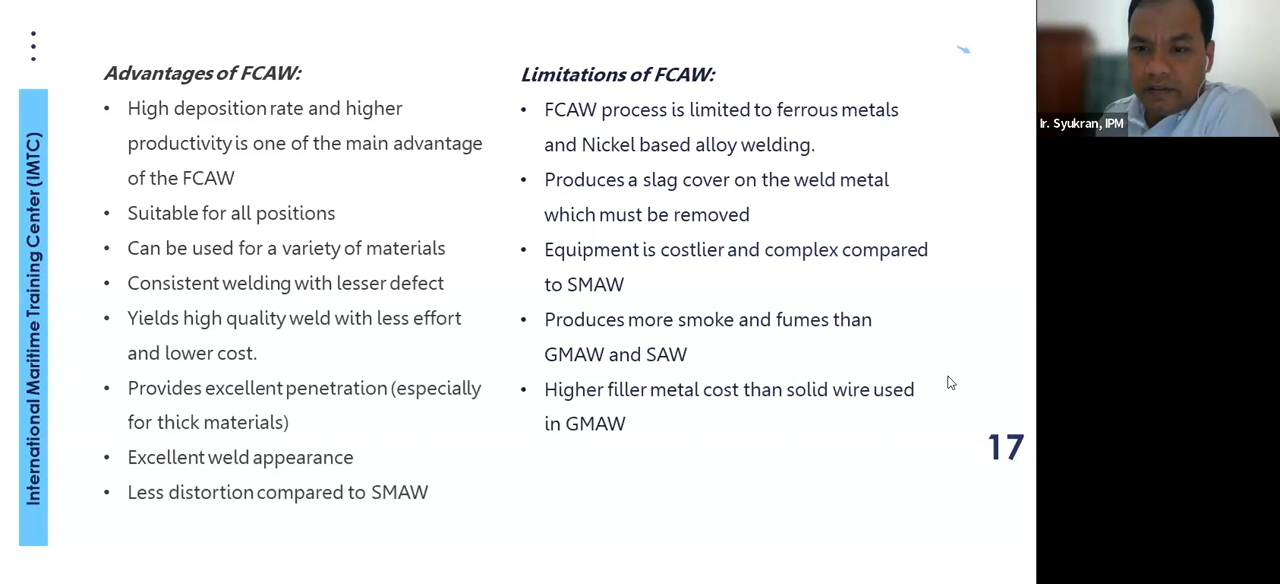 International Maritime Training Center (IMTC)
Advantages of FCAW:
• High deposition rate and higher
productivity is one of the main advantage
of the FCAW
• Suitable for all positions
• Can be used for a variety of materials
• Consistent welding with lesser defect
• Yields high quality weld with less effort
and lower cost.
• Provides excellent penetration (especially
for thick materials)
• Excellent weld appearance
• Less distortion compared to SMAW
Limitations of FCAW:
• FCAW process is limited to ferrous metals
and Nickel based alloy welding.
• Produces a slag cover on the weld metal
which must be removed
• Equipment is costlier and complex compared
to SMAW
• Produces more smoke and fumes than
GMAW and SAW
• Higher filler metal cost than solid wire used
in GMAW
17
Ir. Syukran, IPM